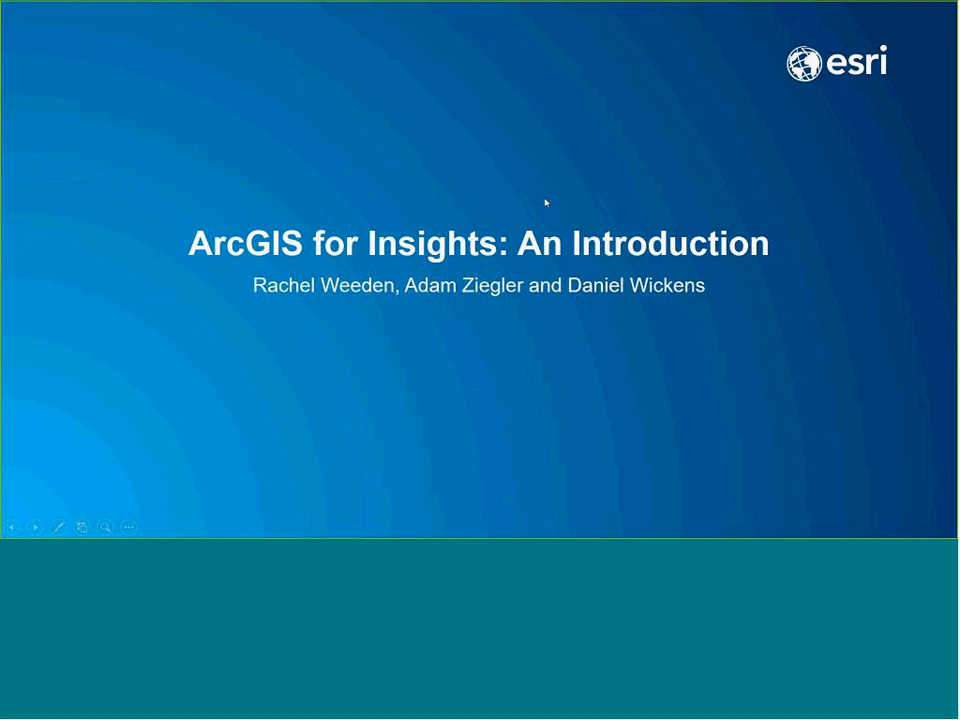 esri
ArcGIS for Insights: An Introduction
Rachel Weeden, Adam Ziegler and Daniel Wickens